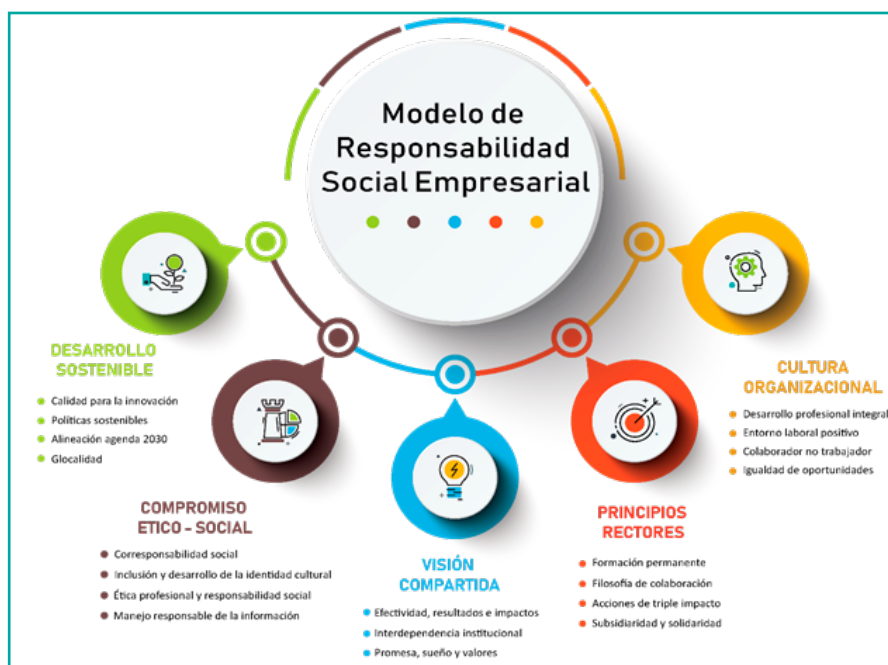 Modelo de
Responsabilidad
Social Empresarial
DESARROLLO
SOSTENIBLE
Calidad para la innovación
Políticas sostenibles
Alineación agenda 2030
Glocalidad
COMPROMISO
ETICO - SOCIAL
Corresponsabilidad social
Inclusión y desarrollo de la identidad cultural
Ética profesional y responsabilidad social
Manejo responsable de la información
VISIÓN
COMPARTIDA
Efectividad, resultados e impactos
Interdependencia institucional
Promesa, sueño y valores
PRINCIPIOS
RECTORES
Formación permanente
Filosofía de colaboración
Acciones de triple impacto
Subsidiaridad y solidaridad
CULTURA
ORGANIZACIONAL
Desarrollo profesional integral
Entorno laboral positivo
Colaborador no trabajador
Igualdad de oportunidades